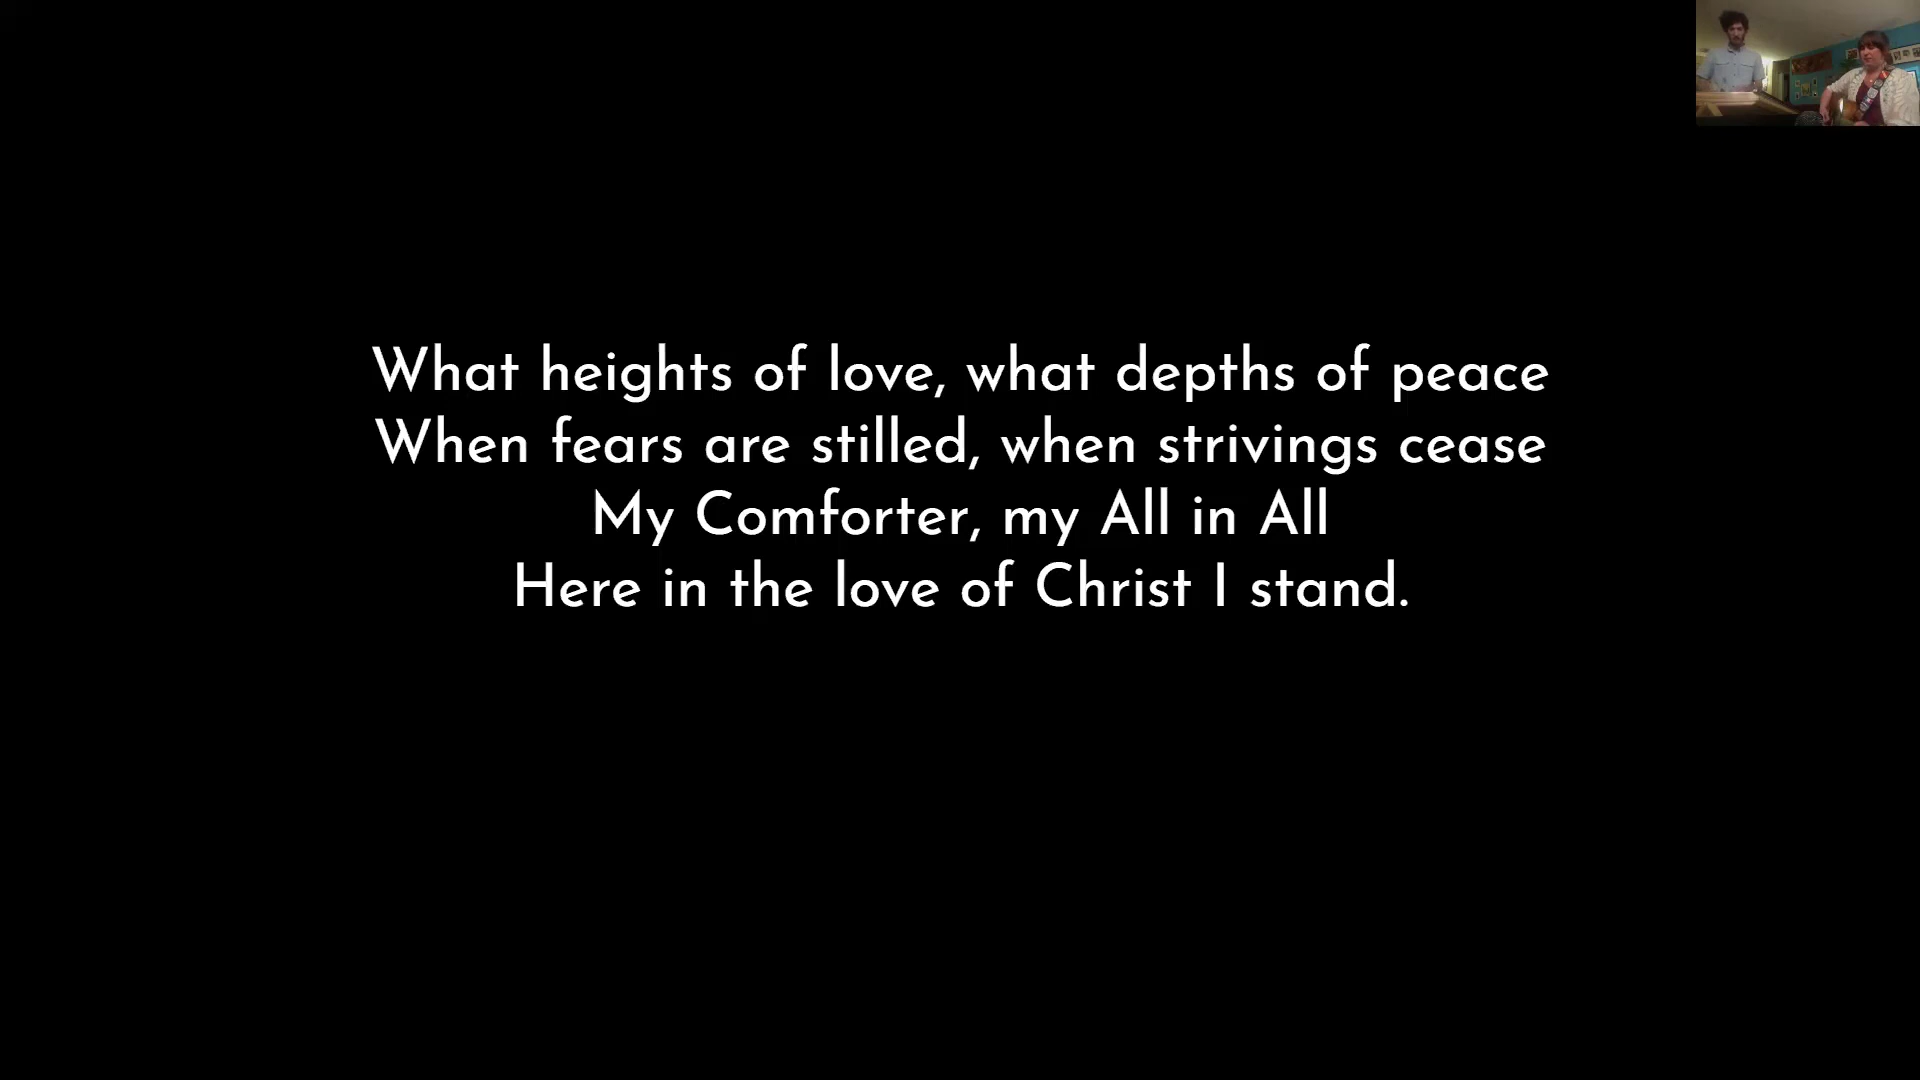 What heights of love, what depths of peace
When fears are stilled, when strivings cease
My Comforter, my All in All
Here in the love of Christ I stand.